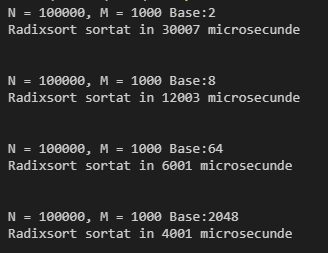 N = 100000, M = 1000 Base:2
Radixsort sortat in 30007 microsecunde
N = 100000, M = 1000 Base:8
Radixsort sortat in 12003 microsecunde
N = 100000, M = 1000 Base:64
Radixsort sortat in 6001 microsecunde
N = 100000, M = 1000 Base:2048
Radixsort sortat in 4001 microsecunde